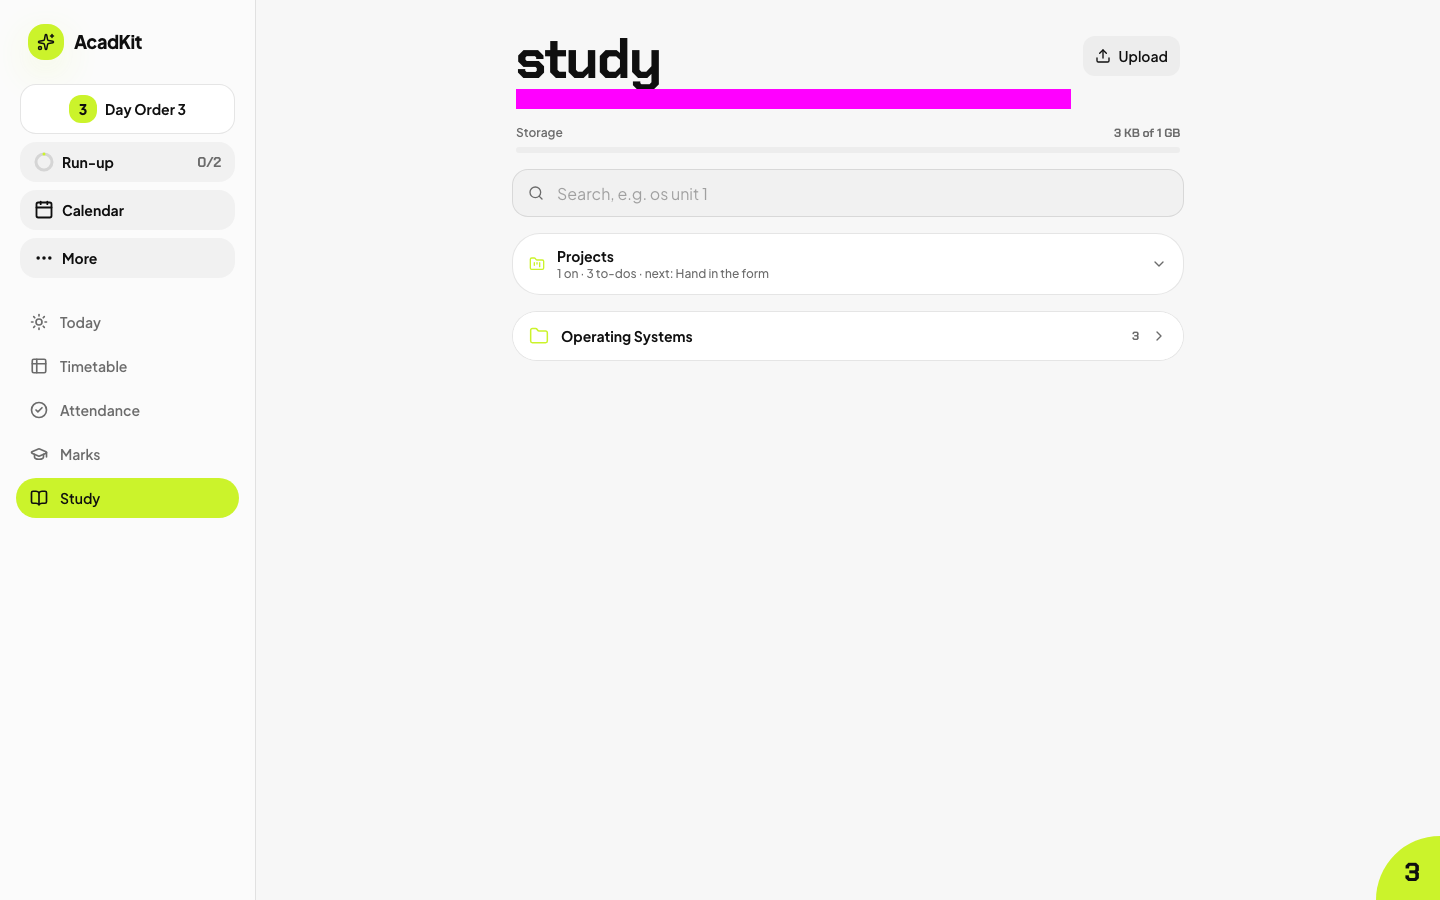 AcadKit
3 Day Order 3
Run-up 0/2
Calendar
More
Today
Timetable
Attendance
Marks
Study
study
Upload
Storage 3 KB of 1 GB
Search, e.g. os unit 1
Projects
1 on · 3 to-dos · next: Hand in the form
Operating Systems 3
3